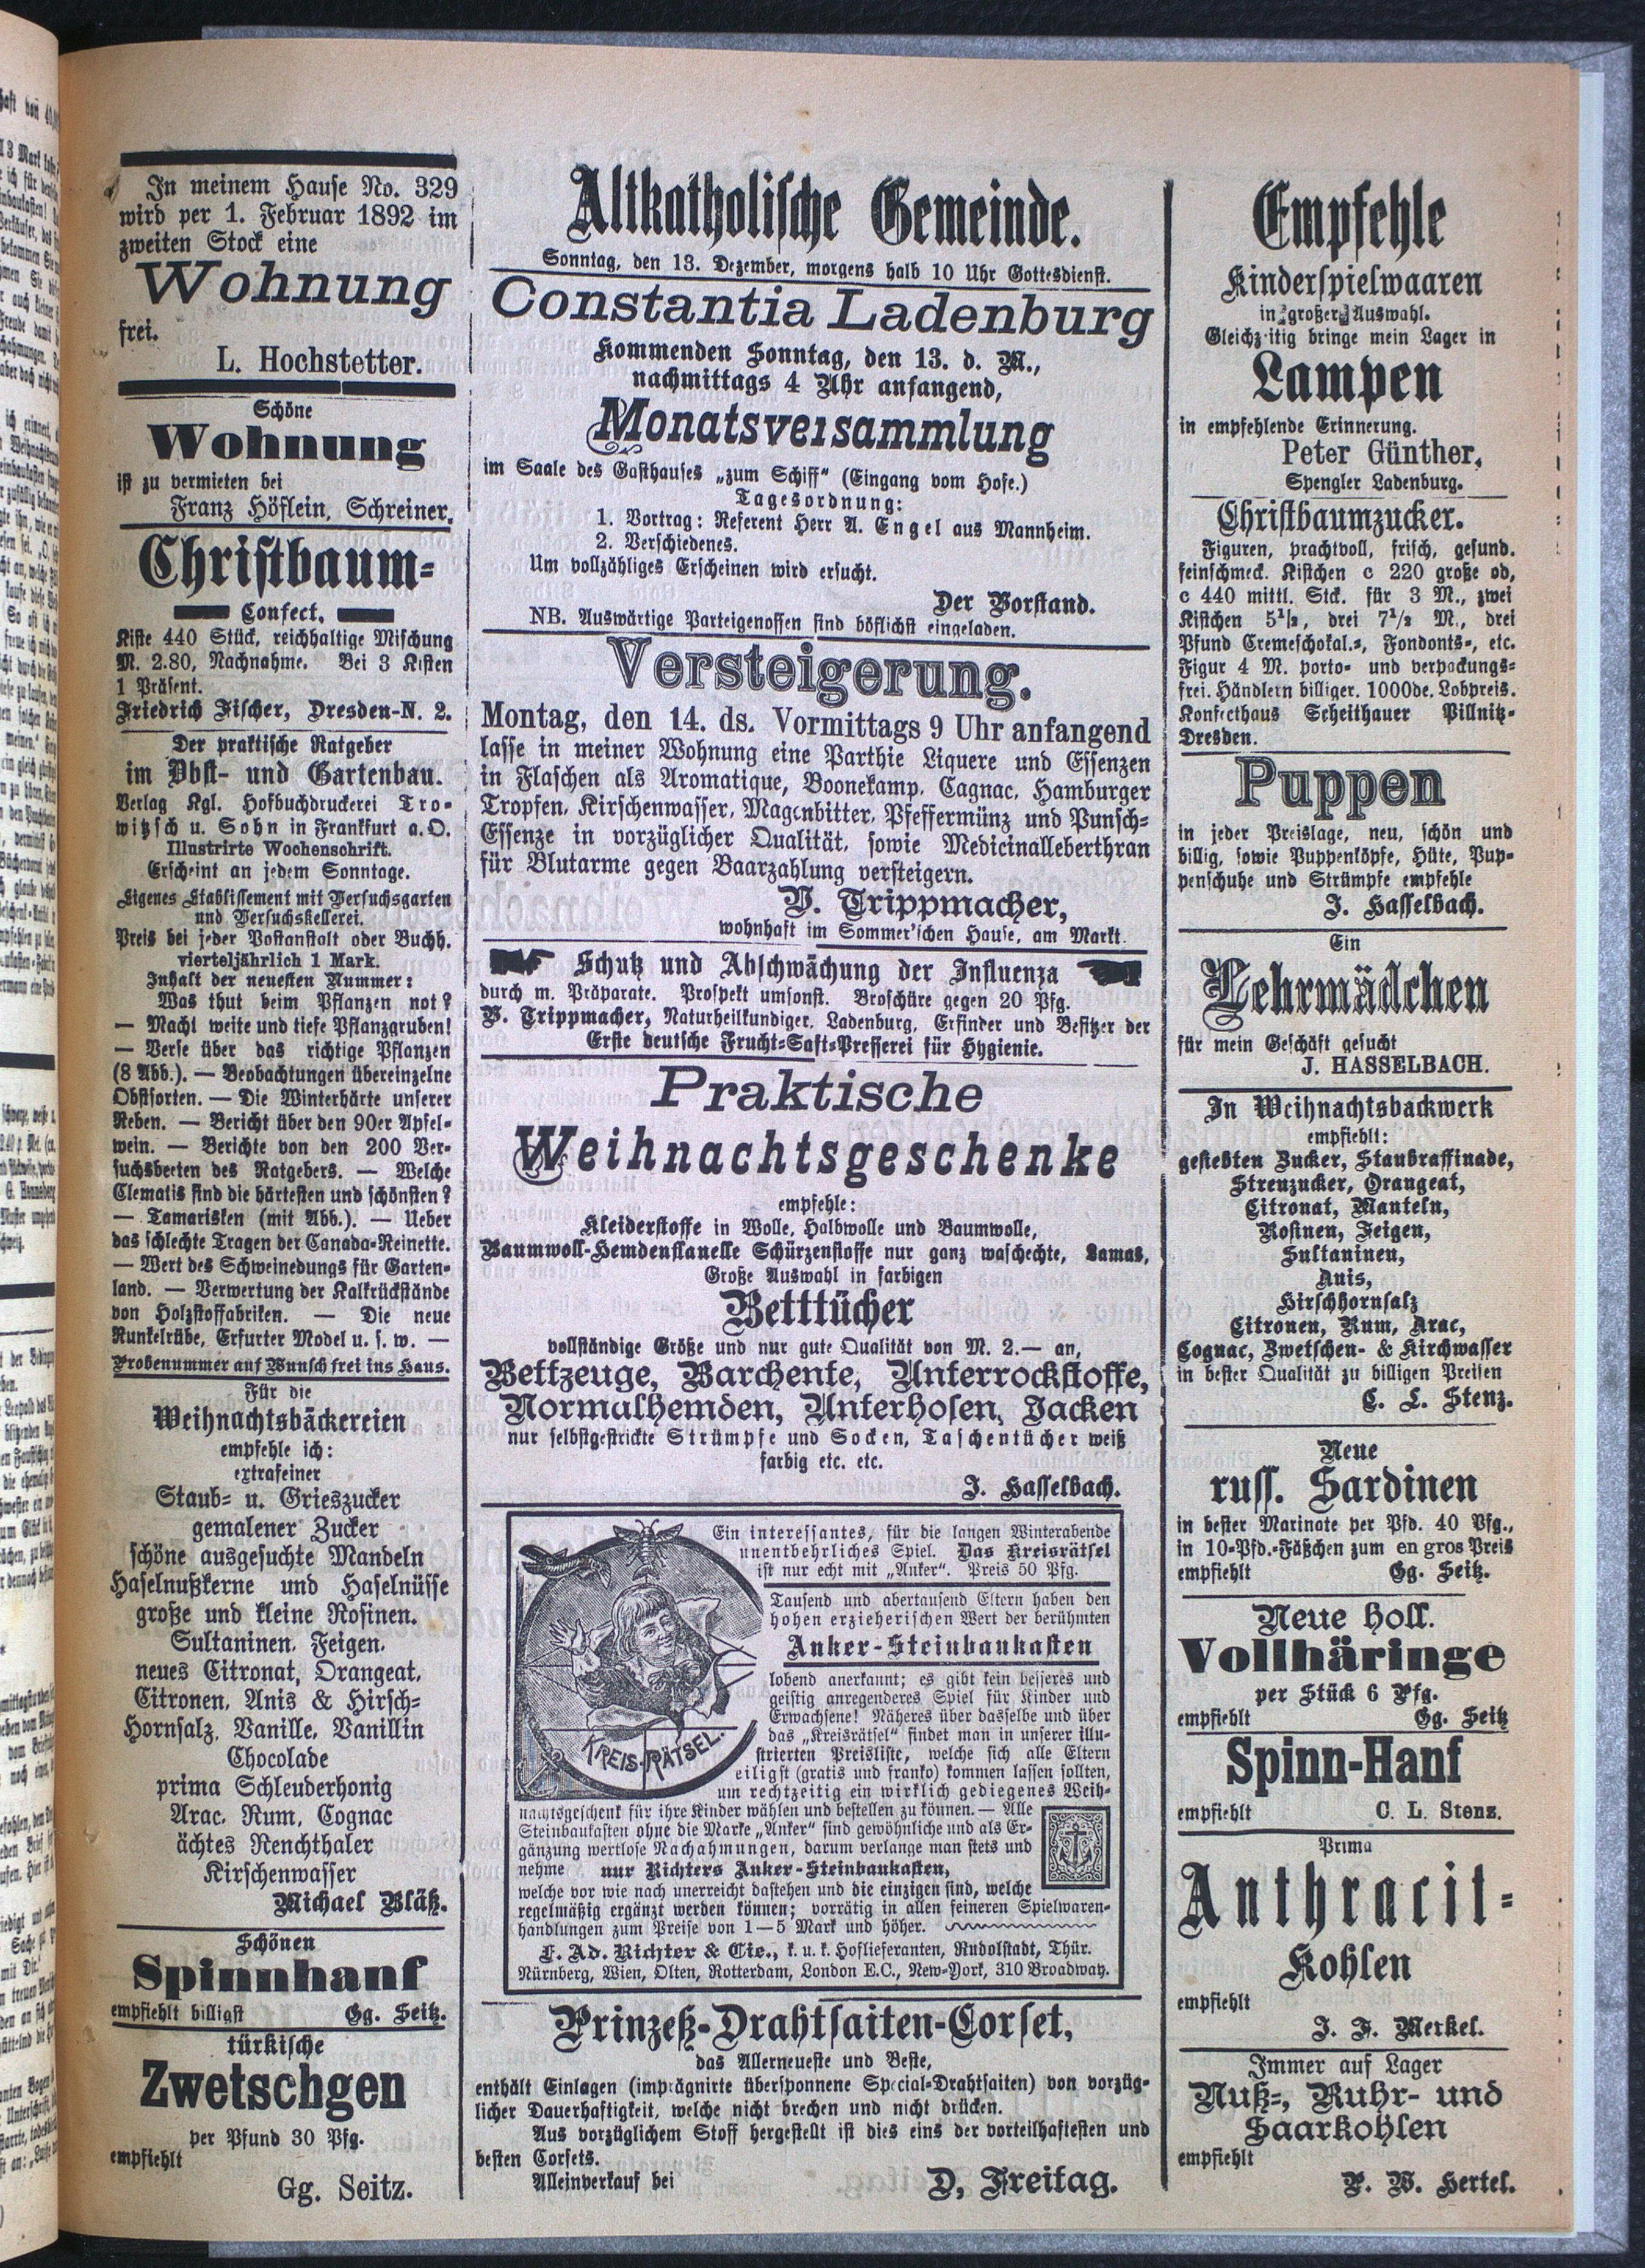 In meinem Hause No. 329
wird per 1. Februar 1892 im
zweiten Stock eine
Wohnung
frei.
L. Hochstetter.
Schöne
Wohnung
ist zu vermieten bei
Franz Höflein, Schreiner.
Christbaum-
Confect.
Kiste 440 Stück, reichhaltige Mischung
M. 2.80, Nachnahme. Bei 3 Kisten
1 Präsent.
Friedrich Fischer, Dresden-N. 2.
Der praktische Ratgeber
im Obst- und Gartenbau.
Verlag Kgl. Hofbuchdruckerei Tro-
witzsch u. Sohn in Frankfurt a. O.
Illustrirte Wochenschrift.
Erscheint an jedem Sonntage.
Eigenes Etablissement mit Versuchsgarten
und Versuchskellerei.
Preis bei jeder Postanstalt oder Buchh.
vierteljährlich 1 Mark.
Inhalt der neuesten Nummer:
Was thut beim Pflanzen not?
— Macht weite und tiefe Pflanzgruben!
— Verse über das richtige Pflanzen
(8 Abb.). — Beobachtungen übereinzelne
Obstsorten. — Die Winterhärte unserer
Reben. — Bericht über den 90er Apfel-
wein. — Berichte von den 200 Ver-
suchsbeeten des Ratgebers. — Welche
Clematis sind die härtesten und schönsten?
— Tamarisken (mit Abb.). — Ueber
das schlechte Tragen der Canada-Reinette.
— Wert des Schweinedungs für Garten-
land. — Verwertung der Kalkrückstände
von Holzstoffabriken. — Die neue
Runkelrübe, Erfurter Model u. s. w. —
Probenummer auf Wunsch frei ins Haus.
Für die
Weihnachtsbäckereien
empfehle ich:
extrafeiner
Staub- u. Grieszucker
gemalener Zucker
schöne ausgesuchte Mandeln
Haselnußkerne und Haselnüsse
große und kleine Rosinen.
Sultaninen, Feigen,
neues Citronat, Orangeat,
Citronen, Anis & Hirsch-
Hornsalz, Vanille, Vanillin
Chocolade
prima Schleuderhonig
Arac, Rum, Cognac
ächtes Renchthaler
Kirschenwasser
Michael Bläß.
Schönen
Spinnhanf
empfiehlt billigst Gg. Seitz.
türkische
Zwetschgen
per Pfund 30 Pfg.
empfiehlt
Gg. Seitz.
Altkatholische Gemeinde.
Sonntag, den 13. Dezember, morgens halb 10 Uhr Gottesdienst.
Constantia Ladenburg
Kommenden Sonntag, den 13. d. M.,
nachmittags 4 Uhr anfangend,
Monatsversammlung
im Saale des Gasthauses „zum Schiff“ (Eingang vom Hofe.)
Tagesordnung:
1. Vortrag: Referent Herr A. Engel aus Mannheim.
2. Verschiedenes.
Um vollzähliges Erscheinen wird ersucht.
Der Vorstand.
NB. Auswärtige Parteigenossen sind höflichst eingeladen.
Versteigerung.
Montag, den 14. ds. Vormittags 9 Uhr anfangend
lasse in meiner Wohnung eine Parthie Liquere und Essenzen
in Flaschen als Aromatique, Boonekamp, Cagnac, Hamburger
Tropfen, Kirschenwasser, Magenbitter, Pfeffermünz und Punsch-
Essenze in vorzüglicher Qualität, sowie Medicinalleberthran
für Blutarme gegen Baarzahlung versteigern.
V. Trippmacher,
wohnhaft im Sommer'schen Hause, am Markt.
Schutz und Abschwächung der Influenza
durch m. Präparate. Prospekt umsonst. Broschüre gegen 20 Pfg.
V. Trippmacher, Naturheilkundiger, Ladenburg, Erfinder und Besitzer der
Erste deutsche Frucht-Saft-Presserei für Hygienie.
Praktische
Weihnachtsgeschenke
empfehle:
Kleiderstoffe in Wolle, Halbwolle und Baumwolle,
Baumwoll-Hemdenflanelle Schürzenstoffe nur ganz waschechte, Lamas,
Große Auswahl in farbigen
Betttücher
vollständige Größe und nur gute Qualität von M. 2.— an,
Bettzeuge, Barchente, Unterrockstoffe,
Normalhemden, Unterhosen, Jacken
nur selbstgestrickte Strümpfe und Socken, Taschentücher weiß
farbig etc. etc.
J. Hasselbach.
KREIS-RÄTSEL.
Ein interessantes, für die langen Winterabende
unentbehrliches Spiel. Das Kreisrätsel
ist nur echt mit „Anker“. Preis 50 Pfg.
Tausend und abertausend Eltern haben den
hohen erzieherischen Wert der berühmten
Anker-Steinbaukasten
lobend anerkannt; es gibt kein besseres und
geistig anregenderes Spiel für Kinder und
Erwachsene! Näheres über dasselbe und über
das „Kreisrätsel“ findet man in unserer illu-
strierten Preisliste, welche sich alle Eltern
eiligst (gratis und franko) kommen lassen sollten,
um rechtzeitig ein wirklich gediegenes Weih-
nachtsgeschenk für ihre Kinder wählen und bestellen zu können. — Alle
Steinbaukasten ohne die Marke „Anker“ sind gewöhnliche und als Er-
gänzung wertlose Nachahmungen, darum verlange man stets und
nehme nur Richters Anker-Steinbaukasten,
welche vor wie nach unerreicht dastehen und die einzigen sind, welche
regelmäßig ergänzt werden können; vorrätig in allen feineren Spielwaren-
handlungen zum Preise von 1—5 Mark und höher.
F. Ad. Richter & Cie., k. u. k. Hoflieferanten, Rudolstadt, Thür.
Nürnberg, Wien, Olten, Rotterdam, London E.C., New-York, 310 Broadway.
Prinzeß-Drahtsaiten-Corset,
das Allerneueste und Beste,
enthält Einlagen (imprägnirte übersponnene Special-Drahtsaiten) von vorzüg-
licher Dauerhaftigkeit, welche nicht brechen und nicht drücken.
Aus vorzüglichem Stoff hergestellt ist dies eins der vorteilhaftesten und
besten Corsets.
Alleinverkauf bei D, Freitag.
Empfehle
Kinderspielwaaren
in großer Auswahl.
Gleichzeitig bringe mein Lager in
Lampen
in empfehlende Erinnerung.
Peter Günther,
Spengler Ladenburg.
Christbaumzucker.
Figuren, prachtvoll, frisch, gesund.
feinschmeck. Kistchen c 220 große od,
c 440 mittl. Stck. für 3 M., zwei
Kistchen 5½, drei 7½ M., drei
Pfund Cremeschokal.-, Fondonts-, etc.
Figur 4 M. porto- und verpackungs-
frei. Händlern billiger. 1000de. Lobpreis.
Konfecthaus Scheithauer Pillnitz-
Dresden.
Puppen
in jeder Preislage, neu, schön und
billig, sowie Puppenköpfe, Hüte, Pup-
penschuhe und Strümpfe empfehle
J. Hasselbach.
Ein
Lehrmädchen
für mein Geschäft gesucht
J. HASSELBACH.
In Weihnachtsbackwerk
empfiehlt:
gesiebten Zucker, Staubraffinade,
Streuzucker, Orangeat,
Citronat, Manteln,
Rosinen, Feigen,
Sultaninen,
Anis,
Hirschhornsalz
Citronen, Rum, Arac,
Cognac, Zwetschen- & Kirchwasser
in bester Qualität zu billigen Preisen
C. L. Stenz.
Neue
russ. Sardinen
in bester Marinate per Pfd. 40 Pfg.,
in 10-Pfd.-Fäßchen zum en gros Preis
empfiehlt Gg. Seitz.
Neue holl.
Vollhäringe
per Stück 6 Pfg.
empfiehlt Gg. Seitz
Spinn-Hanf
empfiehlt C. L. Stenz.
Prima
Anthracit-
Kohlen
empfiehlt
J. F. Merkel.
Immer auf Lager
Nuß-, Ruhr- und
Saarkohlen
empfiehlt
P. W. Hertel.